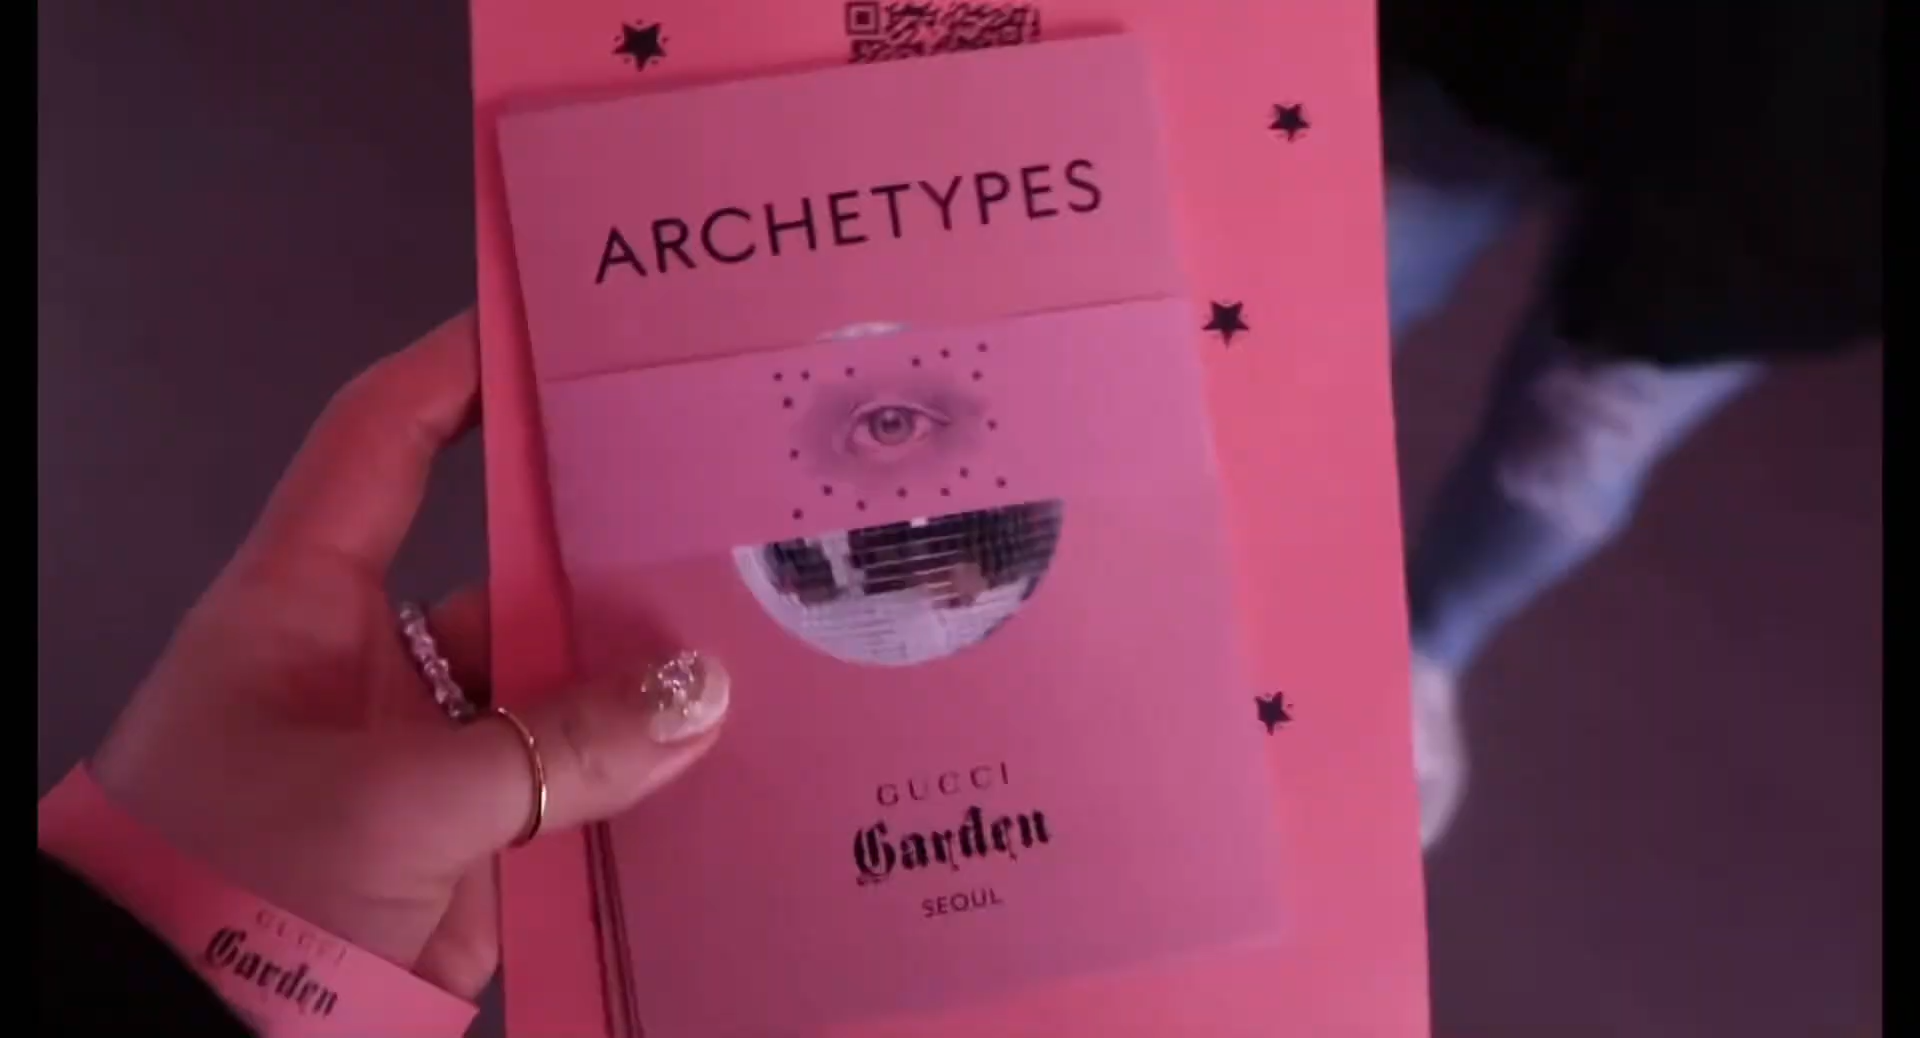 ARCHETYPES
GUCCI
Garden
SEOUL
GUCCI
Garden